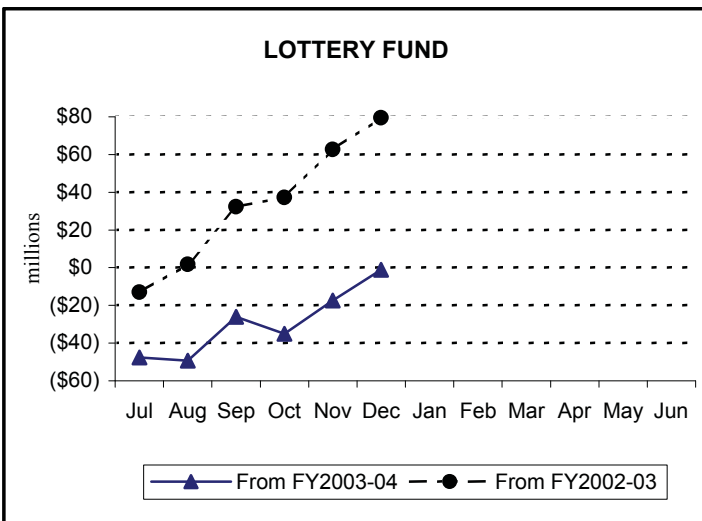 LOTTERY FUND
millions
$80
$60
$40
$20
$0
($20)
($40)
($60)
Jul Aug Sep Oct Nov Dec Jan Feb Mar Apr May Jun
From FY2003-04 From FY2002-03